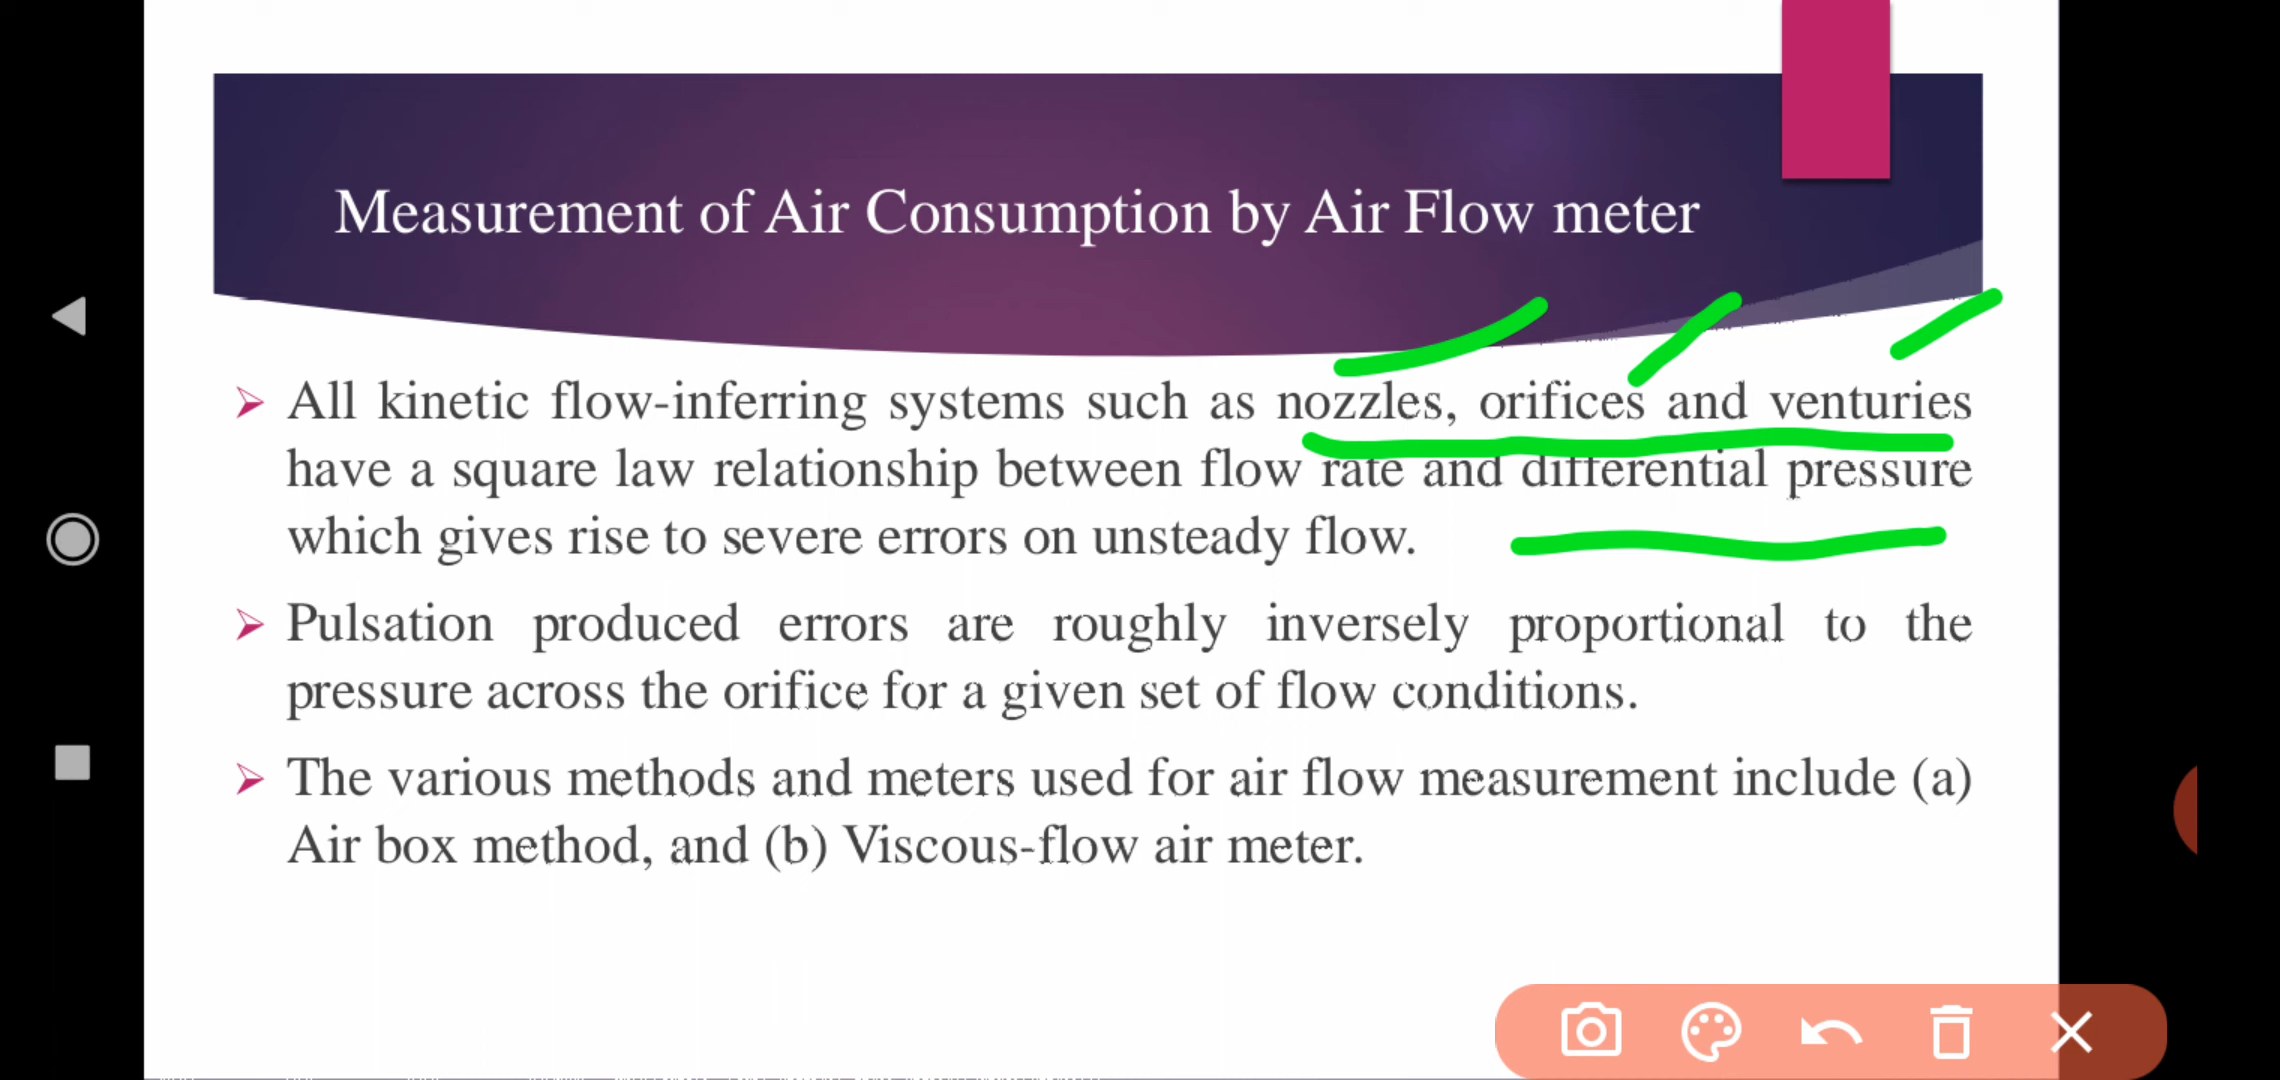 Measurement of Air Consumption by Air Flow meter
All kinetic flow-inferring systems such as nozzles, orifices and venturies
have a square law relationship between flow rate and differential pressure
which gives rise to severe errors on unsteady flow.
Pulsation produced errors are roughly inversely proportional to the
pressure across the orifice for a given set of flow conditions.
The various methods and meters used for air flow measurement include (a)
Air box method, and (b) Viscous-flow air meter.